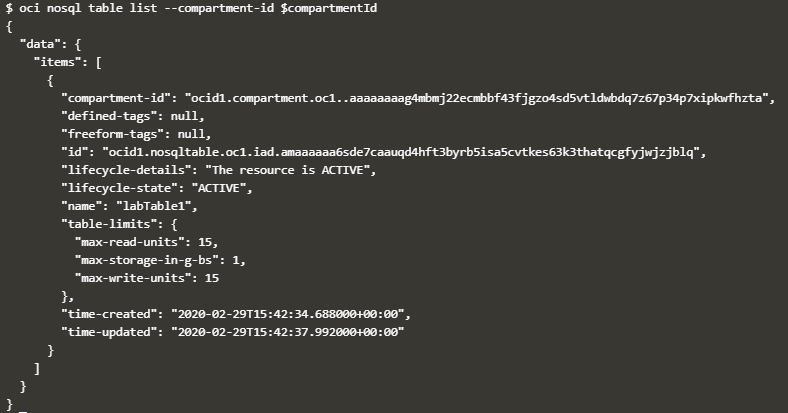 $ oci nosql table list --compartment-id $compartmentId
{
  "data": {
    "items": [
      {
        "compartment-id": "ocid1.compartment.oc1..aaaaaaaag4mbmj22ecmbbf43fjgzo4sd5vtldwbdq7z67p34p7xipkwfhzta",
        "defined-tags": null,
        "freeform-tags": null,
        "id": "ocid1.nosqltable.oc1.iad.amaaaaaa6sde7caauqd4hft3byrb5isa5cvtkes63k3thatqcgfyjwjzjblq",
        "lifecycle-details": "The resource is ACTIVE",
        "lifecycle-state": "ACTIVE",
        "name": "labTable1",
        "table-limits": {
          "max-read-units": 15,
          "max-storage-in-g-bs": 1,
          "max-write-units": 15
        },
        "time-created": "2020-02-29T15:42:34.688000+00:00",
        "time-updated": "2020-02-29T15:42:37.992000+00:00"
      }
    ]
  }
}